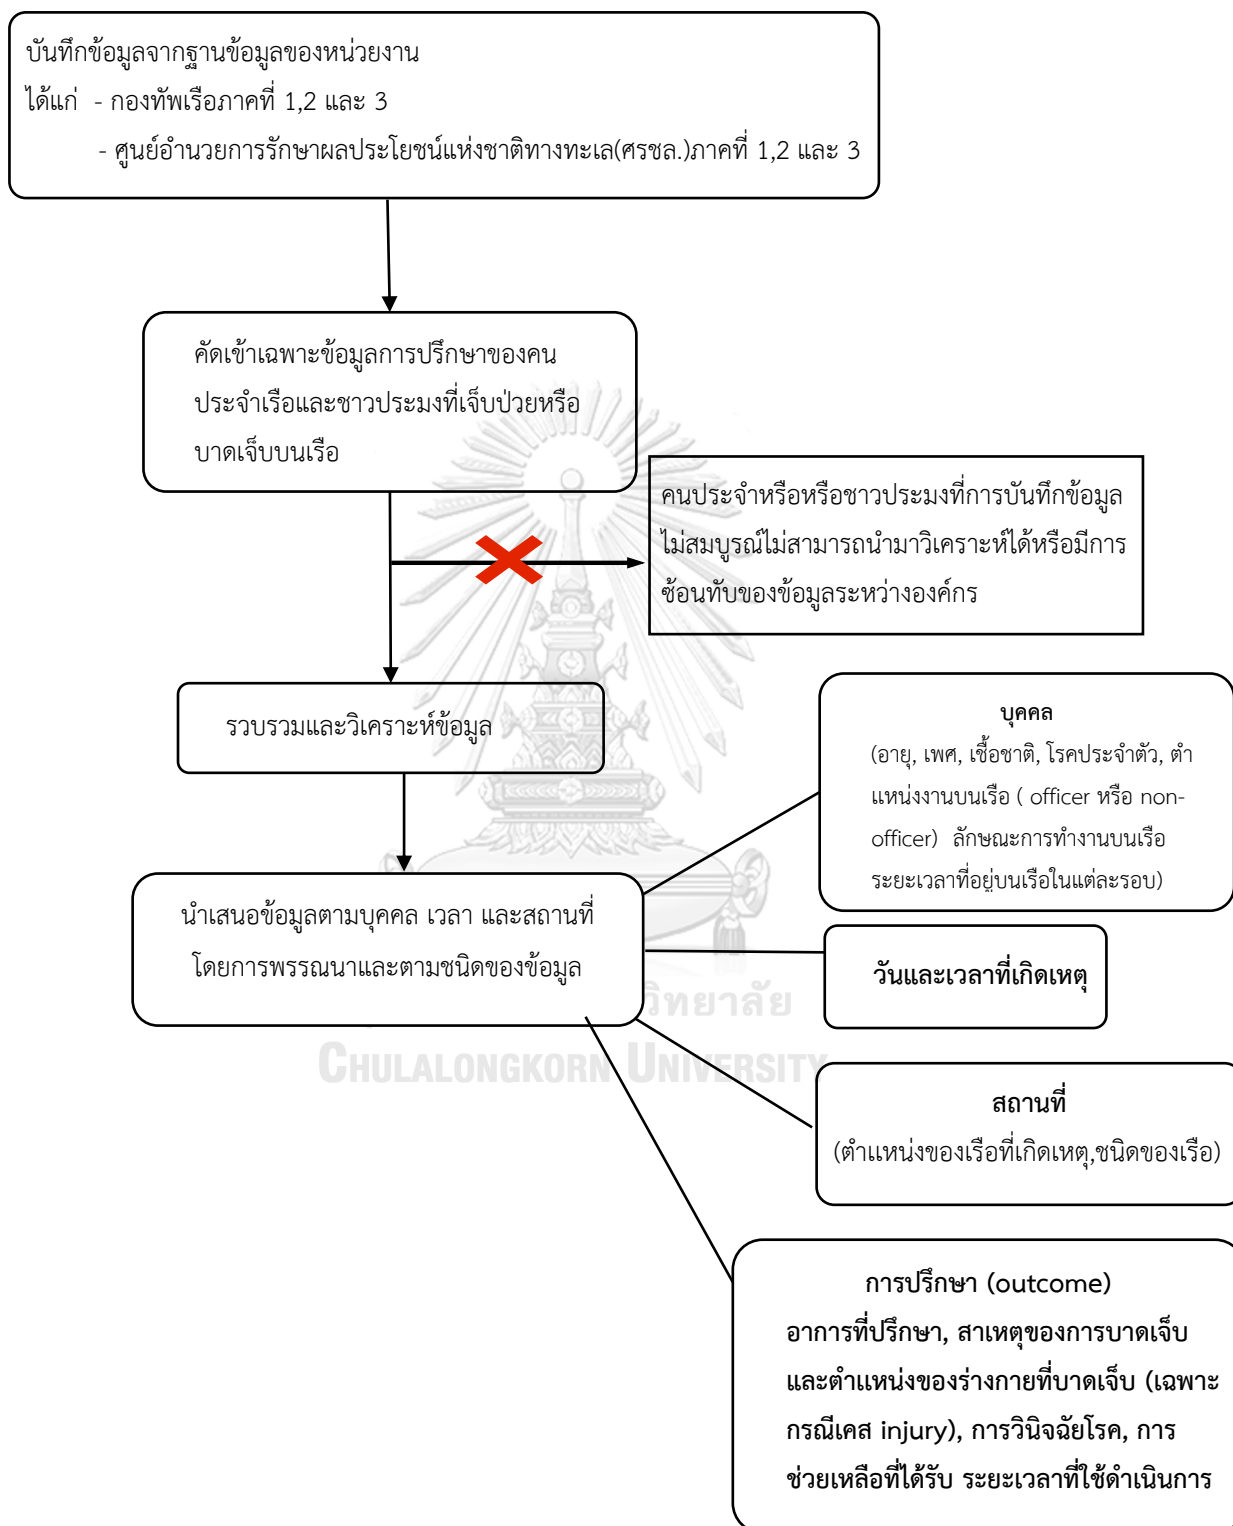 บันทึกข้อมูลจากฐานข้อมูลของหน่วยงาน
ได้แก่ - กองทัพเรือภาคที่ 1,2 และ 3
- ศูนย์อำนวยการรักษาผลประโยชน์แห่งชาติทางทะเล(ศรชล.)ภาคที่ 1,2 และ 3
คัดเข้าเฉพาะข้อมูลการปรึกษาของคน
ประจำเรือและชาวประมงที่เจ็บป่วยหรือ
บาดเจ็บบนเรือ
คนประจำหรือหรือชาวประมงที่การบันทึกข้อมูล
ไม่สมบูรณ์ไม่สามารถนำมาวิเคราะห์ได้หรือมีการ
ซ้อนทับของข้อมูลระหว่างองค์กร
รวบรวมและวิเคราะห์ข้อมูล
บุคคล
(อายุ, เพศ, เชื้อชาติ, โรคประจำตัว, ตำ
แหน่งงานบนเรือ ( officer หรือ non-
officer) ลักษณะการทำงานบนเรือ
ระยะเวลาที่อยู่บนเรือในแต่ละรอบ)
นำเสนอข้อมูลตามบุคคล เวลา และสถานที่
โดยการพรรณนาและตามชนิดของข้อมูล
วันและเวลาที่เกิดเหตุ
วิทยาลัย
CHULALONGKORN UNIVERSITY
สถานที่
(ตำแหน่งของเรือที่เกิดเหตุ,ชนิดของเรือ)
การปรึกษา (outcome)
อาการที่ปรึกษา, สาเหตุของการบาดเจ็บ
และตำแหน่งของร่างกายที่บาดเจ็บ (เฉพาะ
กรณีเคส injury), การวินิจฉัยโรค, การ
ช่วยเหลือที่ได้รับ ระยะเวลาที่ใช้ดำเนินการ